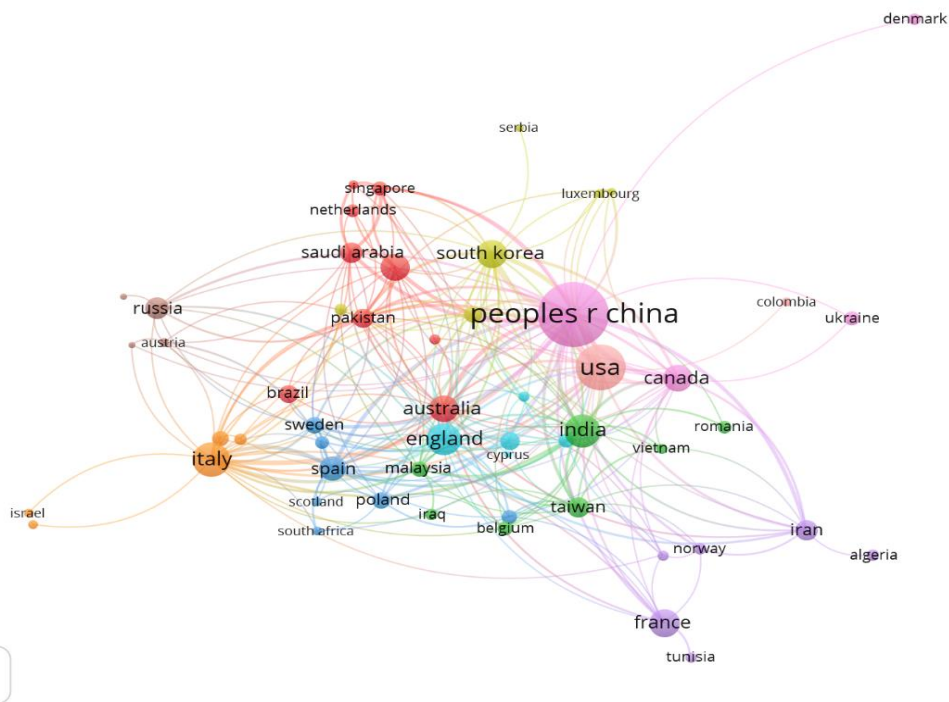 denmark
serbia
singapore
luxembourg
netherlands
saudi arabia
south korea
russia
pakistan
peoples r china
colombia
ukraine
austria
usa
canada
brazil
australia
sweden
england
india
romania
italy
spain
malaysia
cyprus
vietnam
scotland
poland
israel
iraq
taiwan
south africa
belgium
iran
norway
algeria
france
tunisia